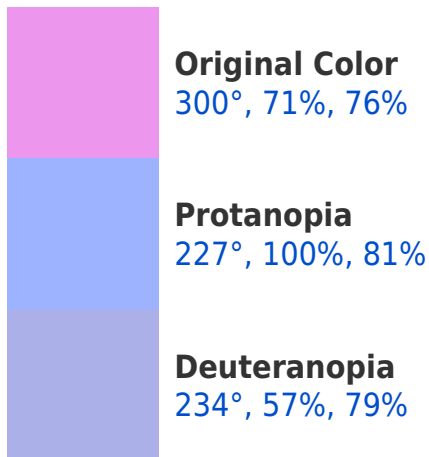 Original Color
300°, 71%, 76%
Protanopia
227°, 100%, 81%
Deuteranopia
234°, 57%, 79%